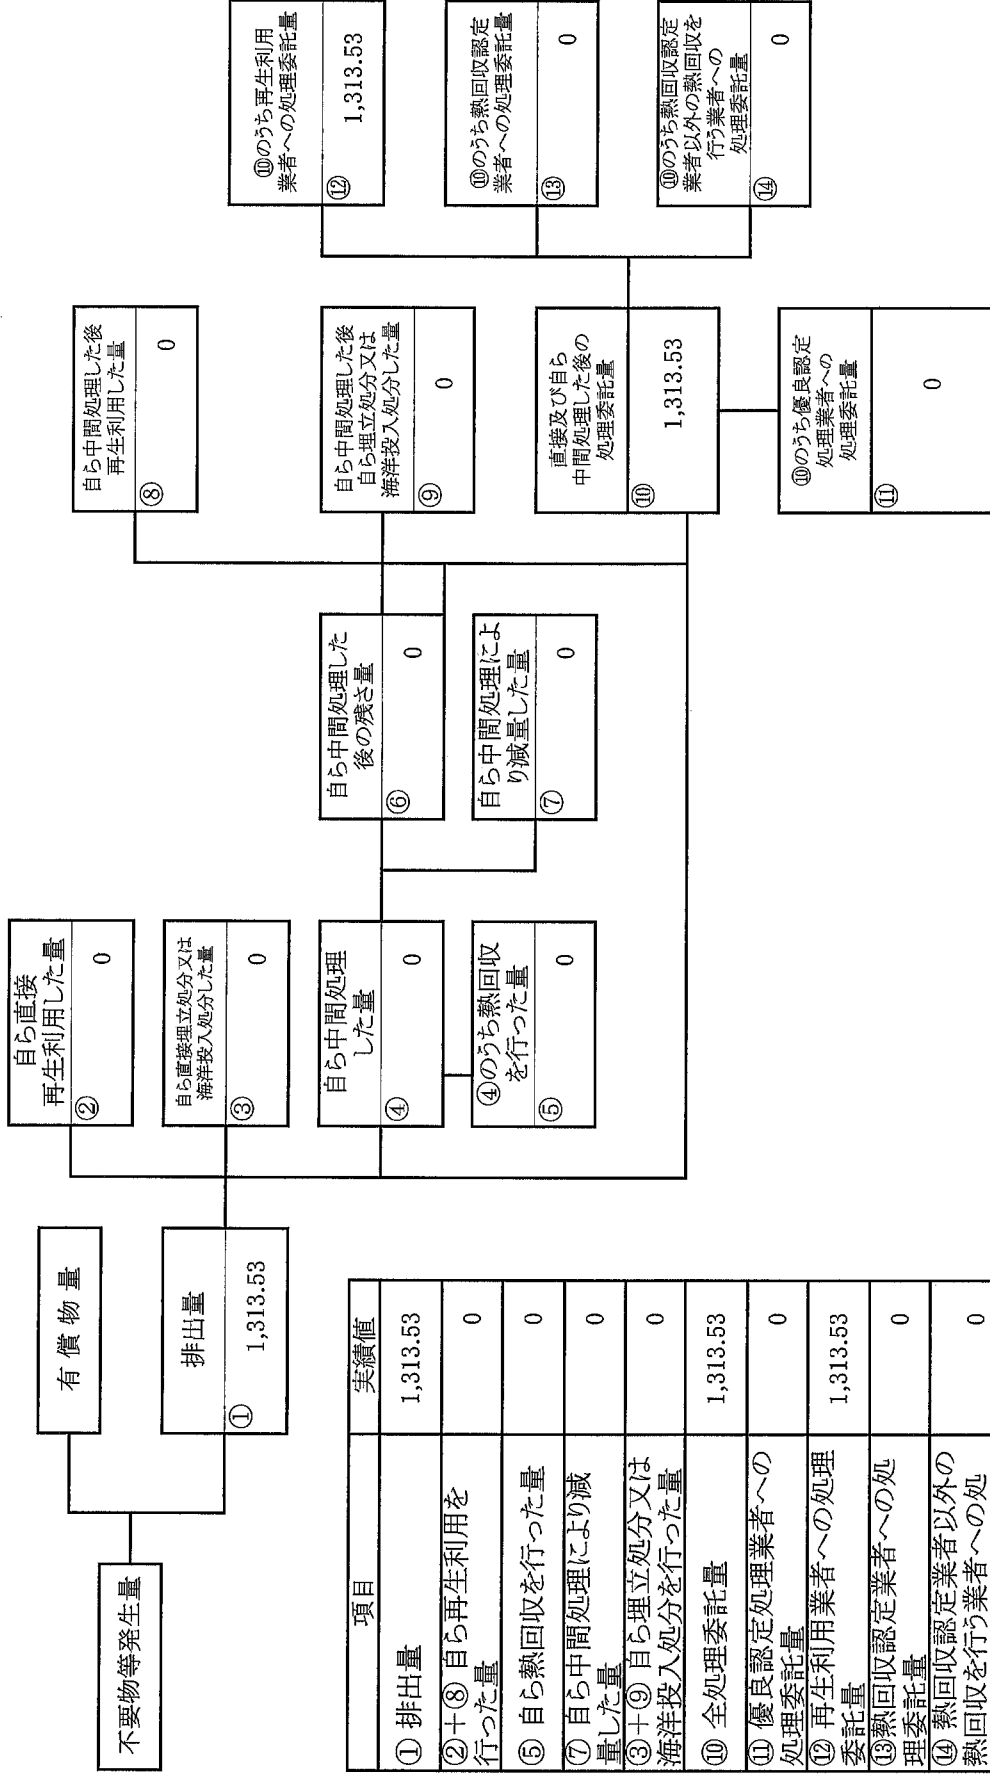 不要物等発生量
有償物量
排出量
①
1,313.53
自ら直接
再生利用した量
②
0
自ら直接埋立処分又は
海洋投入処分した量
③
0
自ら中間処理
した量
④
0
④のうち熱回収
を行った量
⑤
0
自ら中間処理した
後の残さ量
⑥
0
自ら中間処理によ
り減量した量
⑦
0
自ら中間処理した後
再生利用した量
⑧
0
自ら中間処理した後
自ら埋立処分又は
海洋投入処分した量
⑨
0
直接及び自ら
中間処理した後の
処理委託量
⑩
1,313.53
⑩のうち優良認定
処理業者への
処理委託量
⑪
0
⑩のうち再生利用
業者への処理委託量
⑫
1,313.53
⑩のうち熱回収認定
業者への処理委託量
⑬
0
⑩のうち熱回収認定
業者以外の熱回収を
行う業者への
処理委託量
⑭
0
項目 実績値
① 排出量 1,313.53
②+⑧ 自ら再生利用を
行った量 0
⑤ 自ら熱回収を行った量 0
⑦ 自ら中間処理により減
量した量 0
③+⑨ 自ら埋立処分又は
海洋投入処分を行った量 0
⑩ 全処理委託量 1,313.53
⑪ 優良認定処理業者への
処理委託量 0
⑫ 再生利用業者への処理
委託量 1,313.53
⑬熱回収認定業者への処
理委託量 0
⑭ 熱回収認定業者以外の
熱回収を行う業者への処 0